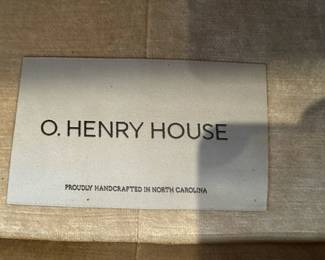 O. HENRY HOUSE
PROUDLY HANDCRAFTED IN NORTH CAROLINA